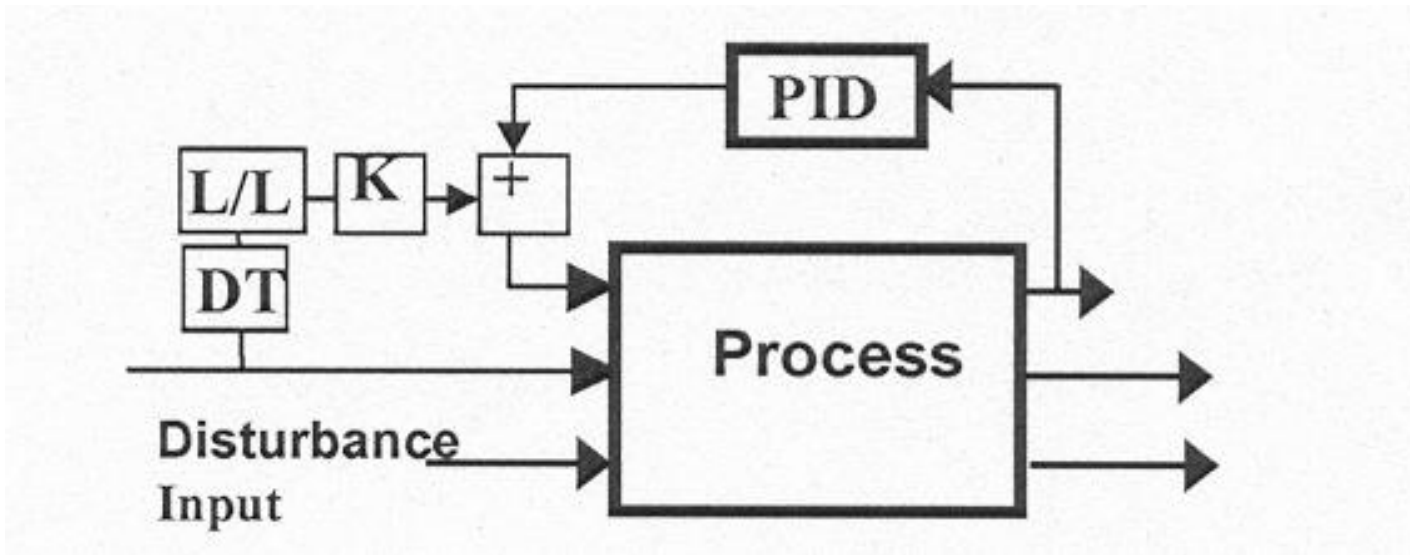 PID
L/L
K
+
DT
Process
Disturbance
Input